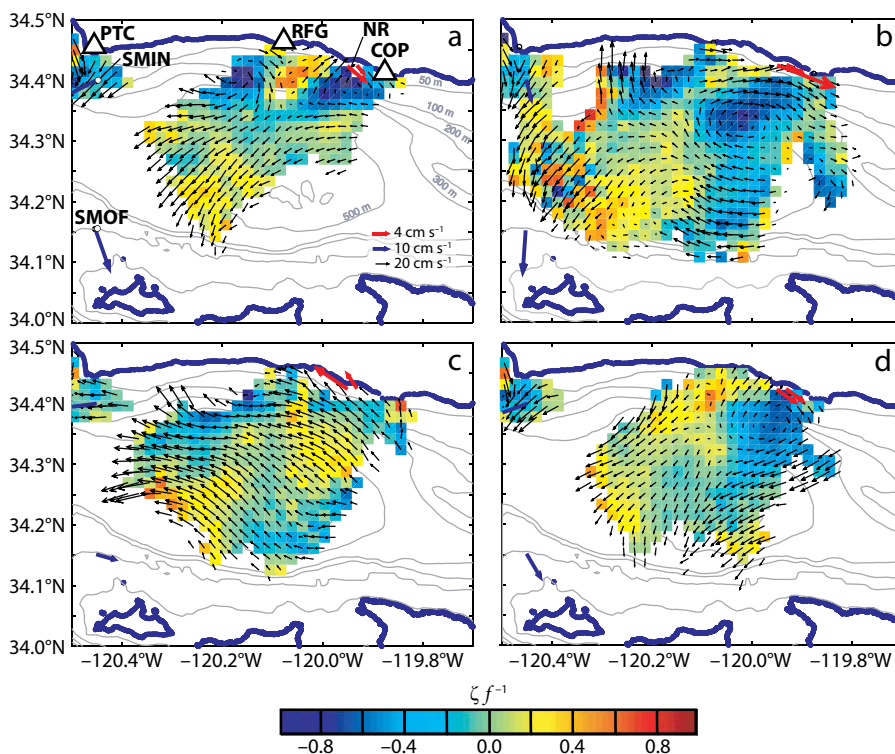 a
b
PTC
RFG
NR
COP
SMIN
SMOF
50 m
100 m
200 m
300 m
500 m
4 cm s⁻¹
10 cm s⁻¹
20 cm s⁻¹
34.5°N
34.4°N
34.3°N
34.2°N
34.1°N
34.0°N
c
d
34.5°N
34.4°N
34.3°N
34.2°N
34.1°N
34.0°N
−120.4°W −120.2°W −120.0°W −119.8°W
−120.4°W −120.2°W −120.0°W −119.8°W
ζ f⁻¹
−0.8 −0.4 0.0 0.4 0.8